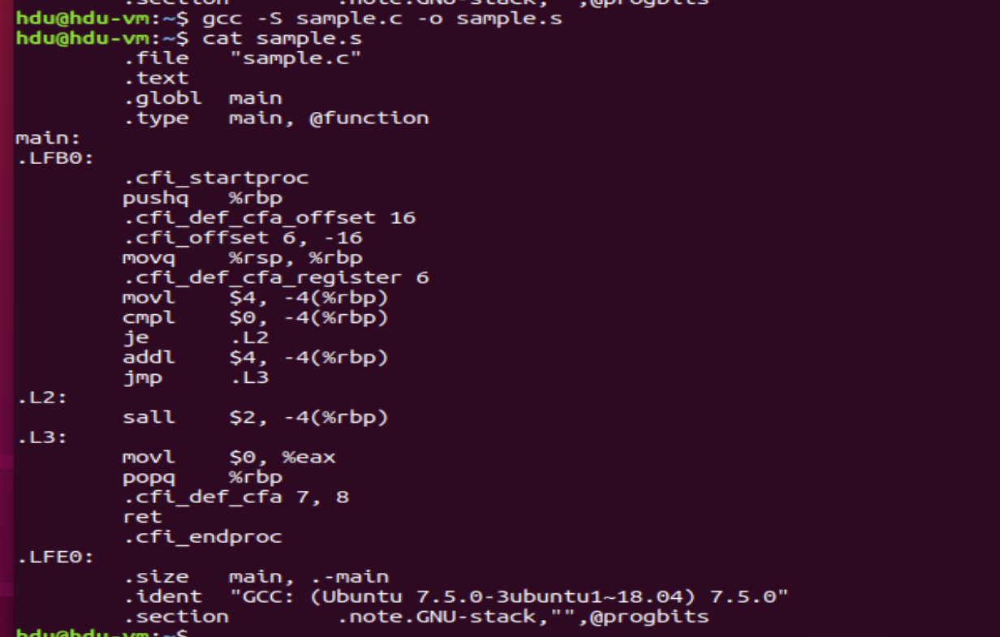 .section .note.GNU-stack,"",@progbits
hdu@hdu-vm:~$ gcc -S sample.c -o sample.s
hdu@hdu-vm:~$ cat sample.s
.file "sample.c"
.text
.globl main
.type main, @function
main:
.LFB0:
.cfi_startproc
pushq %rbp
.cfi_def_cfa_offset 16
.cfi_offset 6, -16
movq %rsp, %rbp
.cfi_def_cfa_register 6
movl $4, -4(%rbp)
cmpl $0, -4(%rbp)
je .L2
addl $4, -4(%rbp)
jmp .L3
.L2:
sall $2, -4(%rbp)
.L3:
movl $0, %eax
popq %rbp
.cfi_def_cfa 7, 8
ret
.cfi_endproc
.LFE0:
.size main, .-main
.ident "GCC: (Ubuntu 7.5.0-3ubuntu1~18.04) 7.5.0"
.section .note.GNU-stack,"",@progbits
hdu@hdu-vm:~$